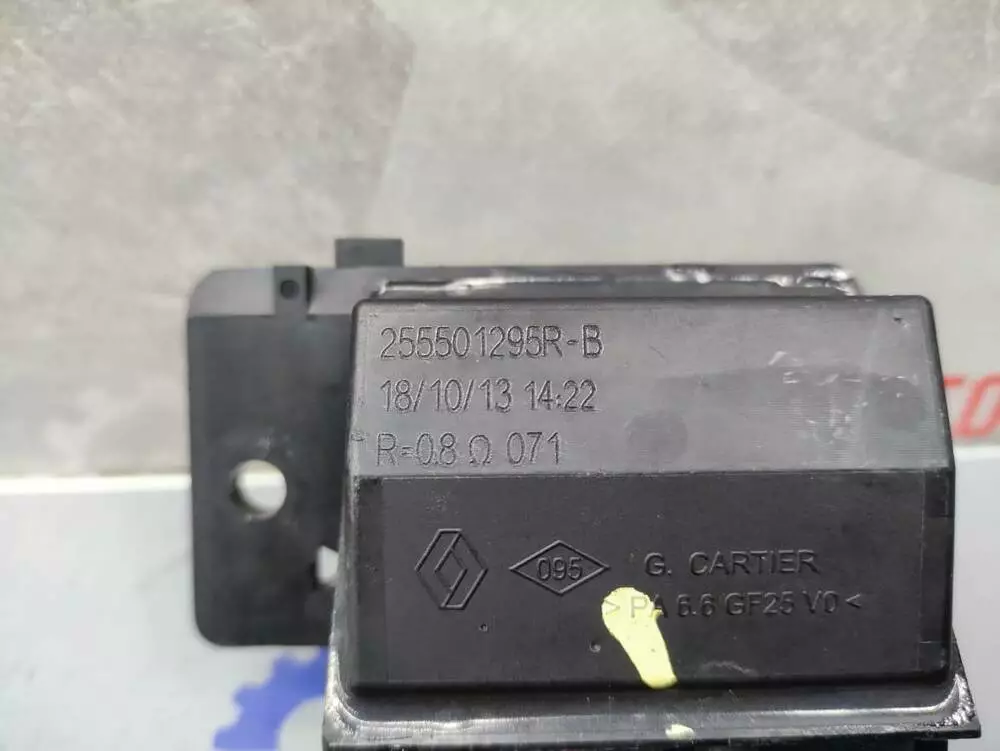 255501295R-B
18/10/13 14:22
R=0.8 Ω 071
095
G. CARTIER
>PA 6.6 GF25 V0<